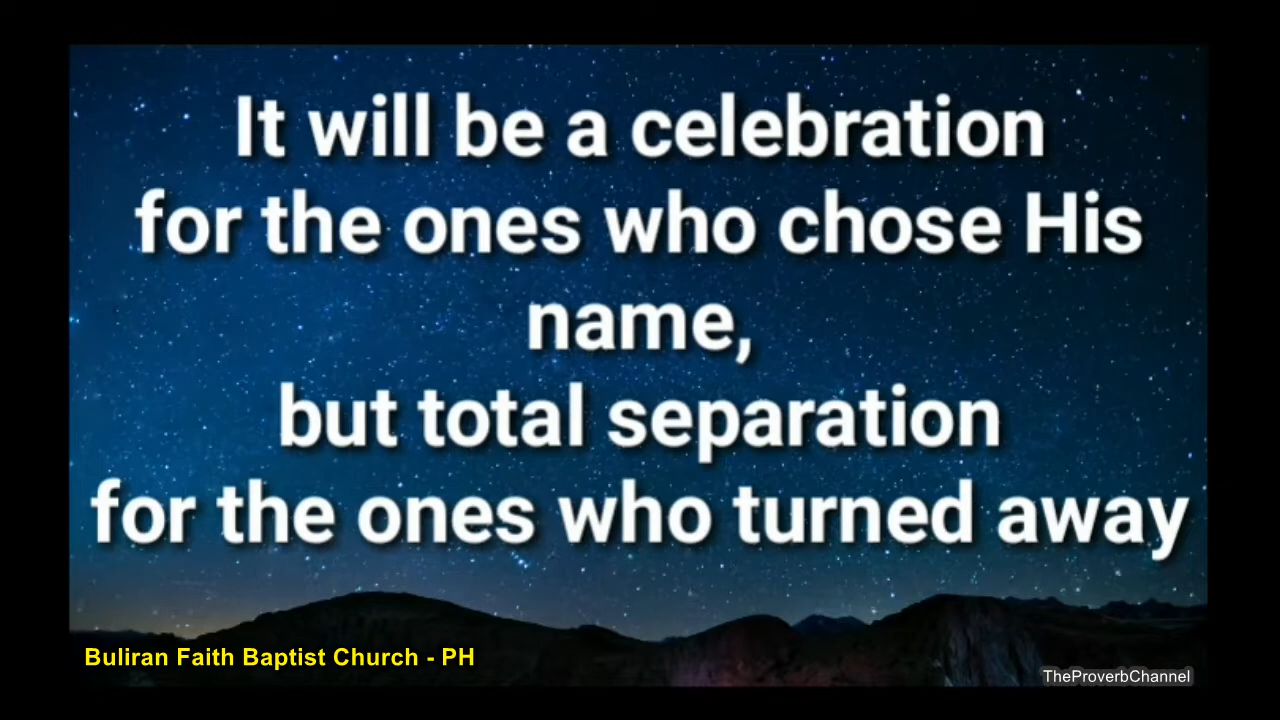 It will be a celebration
for the ones who chose His
name,
but total separation
for the ones who turned away
Buliran Faith Baptist Church - PH
TheProverbChannel